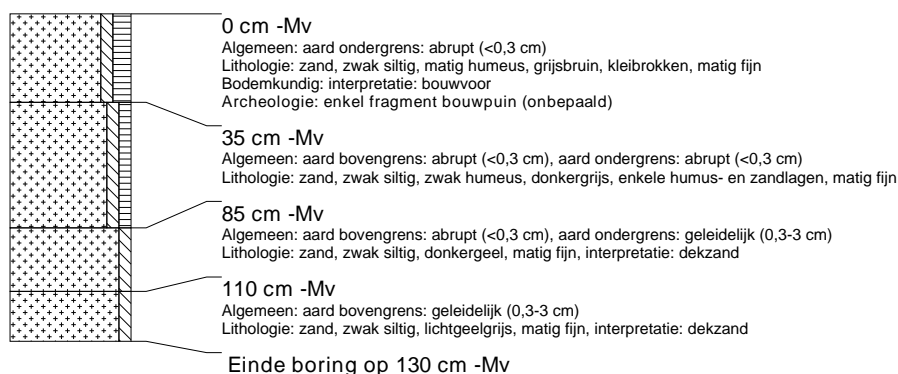 0 cm -Mv
Algemeen: aard ondergrens: abrupt (<0,3 cm)
Lithologie: zand, zwak siltig, matig humeus, grijsbruin, kleibrokken, matig fijn
Bodemkundig: interpretatie: bouwvoor
Archeologie: enkel fragment bouwpuin (onbepaald)
35 cm -Mv
Algemeen: aard bovengrens: abrupt (<0,3 cm), aard ondergrens: abrupt (<0,3 cm)
Lithologie: zand, zwak siltig, zwak humeus, donkergrijs, enkele humus- en zandlagen, matig fijn
85 cm -Mv
Algemeen: aard bovengrens: abrupt (<0,3 cm), aard ondergrens: geleidelijk (0,3-3 cm)
Lithologie: zand, zwak siltig, donkergeel, matig fijn, interpretatie: dekzand
110 cm -Mv
Algemeen: aard bovengrens: geleidelijk (0,3-3 cm)
Lithologie: zand, zwak siltig, lichtgeelgrijs, matig fijn, interpretatie: dekzand
Einde boring op 130 cm -Mv